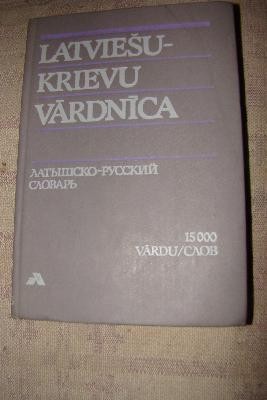 LATVIEŠU-
KRIEVU
VĀRDNĪCA
ЛАТЫШСКО-РУССКИЙ
СЛОВАРЬ
15 000
VĀRDU/СЛОВ